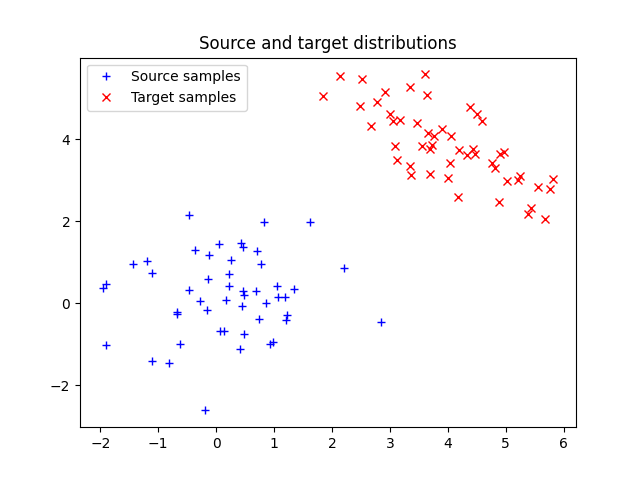 Source and target distributions
Source samples
Target samples
4
2
0
−2
−2 −1 0 1 2 3 4 5 6